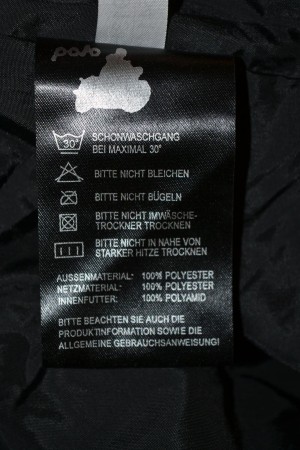 polo
30°
SCHONWASCHGANG
BEI MAXIMAL 30°
BITTE NICHT BLEICHEN
BITTE NICHT BÜGELN
BITTE NICHT IMWÄSCHE-
TROCKNER TROCKNEN
BITTE NICHT IN NAHE VON
STARKER HITZE TROCKNEN
AUSSENMATERIAL· 100% POLYESTER
NETZMATERIAL· 100% POLYESTER
INNENFUTTER: 100% POLYAMID
BITTE BEACHTEN SIE AUCH DIE
PRODUKTINFORMATION SOWIE DIE
ALLGEMEINE GEBRAUCHSANWEISUNG!